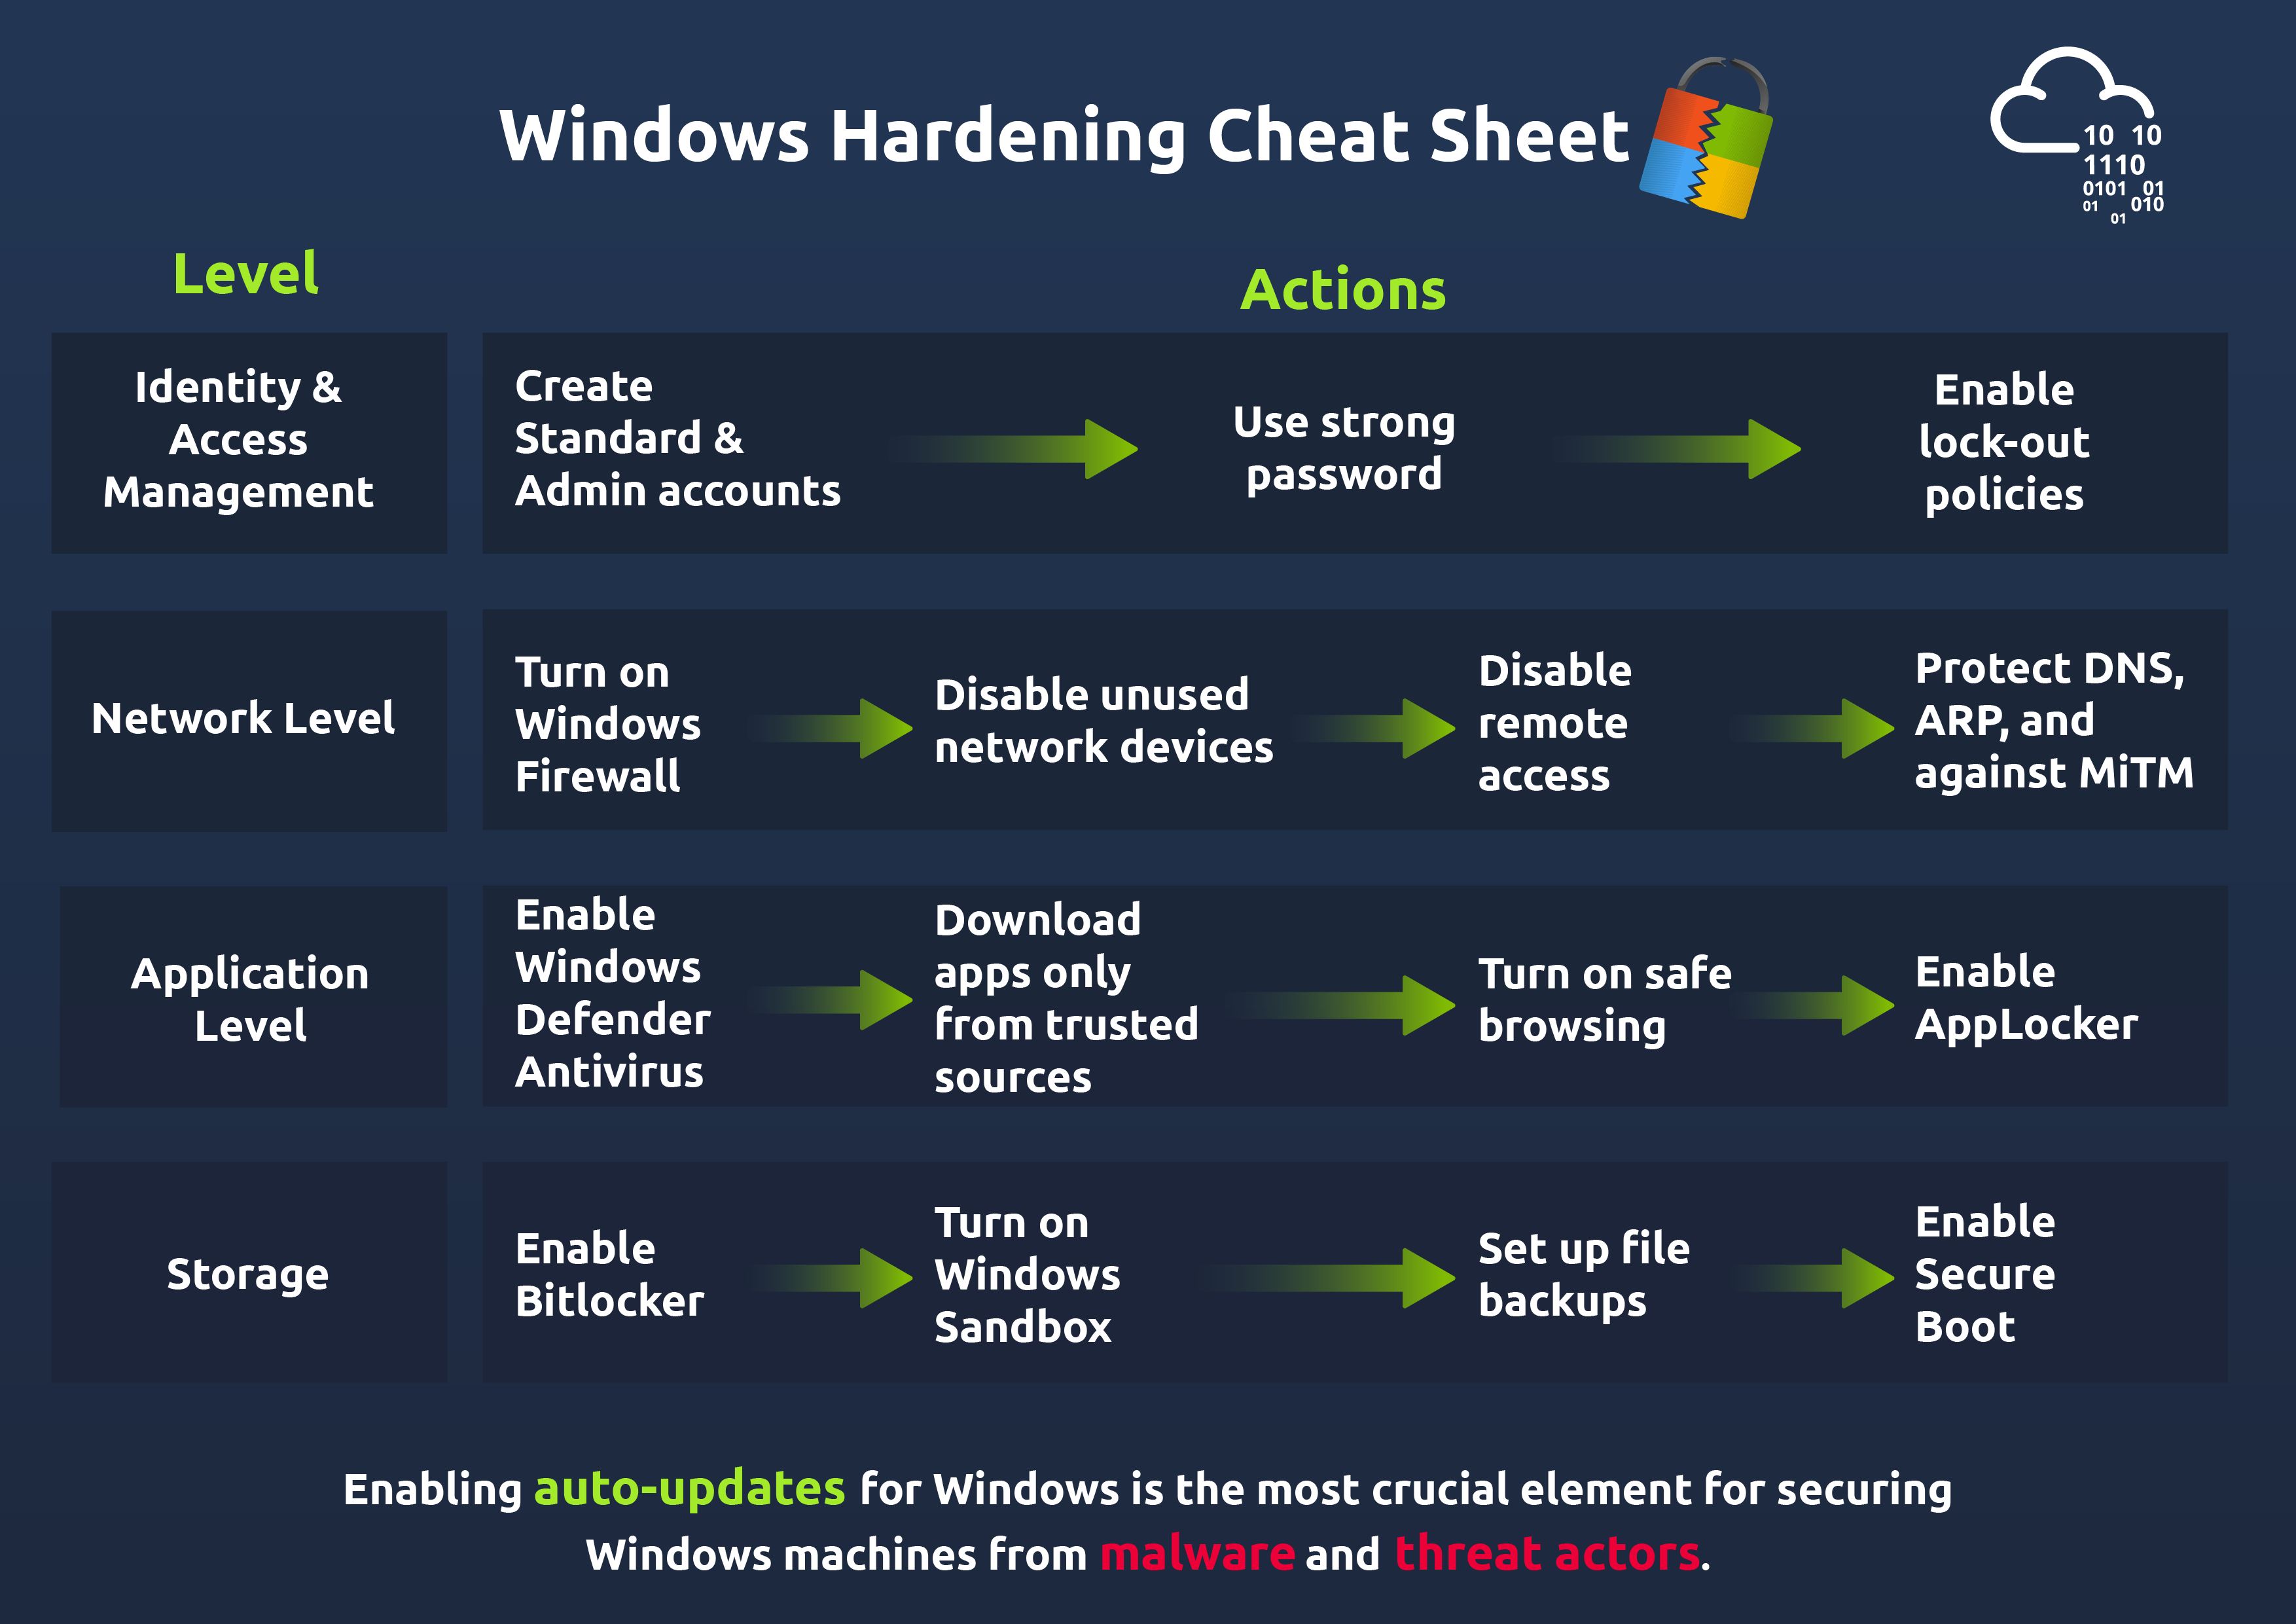 Windows Hardening Cheat Sheet
10 10
1110
0101 01
01 010
01
Level
Actions
Identity &
Access
Management
Create
Standard &
Admin accounts
Use strong
password
Enable
lock-out
policies
Network Level
Turn on
Windows
Firewall
Disable unused
network devices
Disable
remote
access
Protect DNS,
ARP, and
against MiTM
Application
Level
Enable
Windows
Defender
Antivirus
Download
apps only
from trusted
sources
Turn on safe
browsing
Enable
AppLocker
Storage
Enable
Bitlocker
Turn on
Windows
Sandbox
Set up file
backups
Enable
Secure
Boot
Enabling auto-updates for Windows is the most crucial element for securing
Windows machines from malware and threat actors.